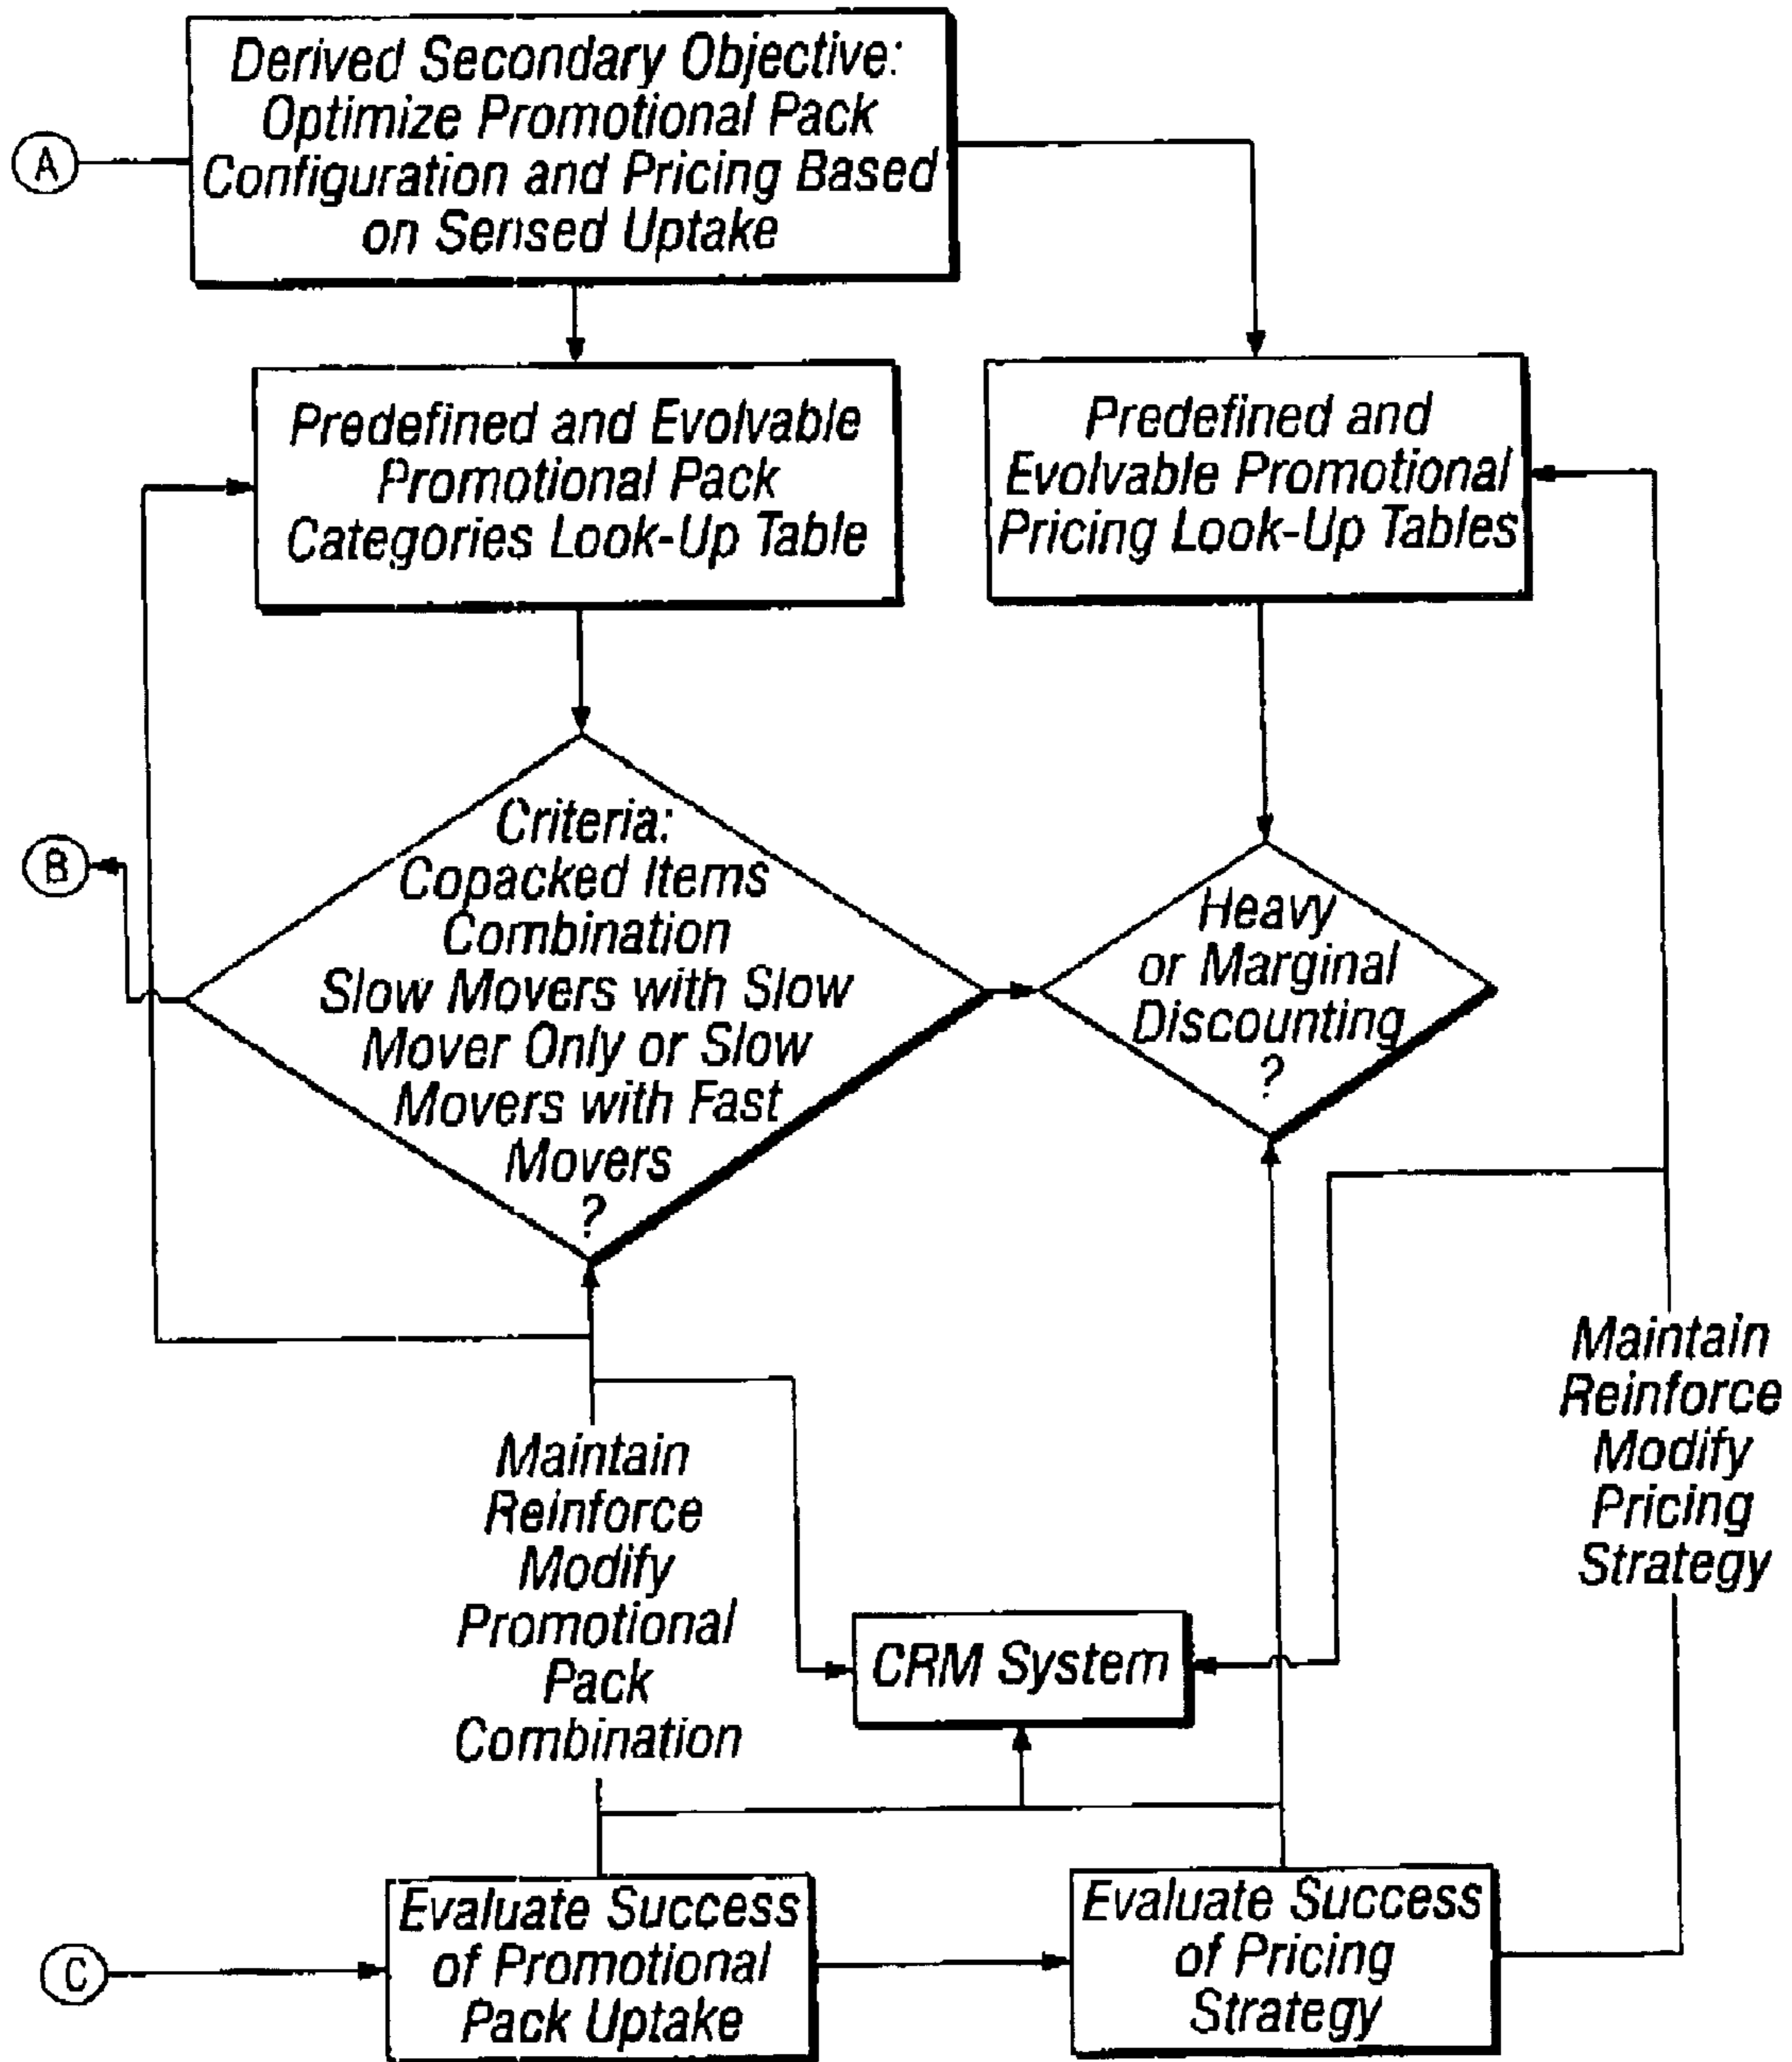 Derived Secondary Objective:
Optimize Promotional Pack
Configuration and Pricing Based
on Sensed Uptake
A
Predefined and Evolvable
Promotional Pack
Categories Look-Up Table
Predefined and
Evolvable Promotional
Pricing Look-Up Tables
B
Criteria:
Copacked Items
Combination
Slow Movers with Slow
Mover Only or Slow
Movers with Fast
Movers
?
Heavy
or Marginal
Discounting
?
Maintain
Reinforce
Modify
Promotional
Pack
Combination
CRM System
Maintain
Reinforce
Modify
Pricing
Strategy
C
Evaluate Success
of Promotional
Pack Uptake
Evaluate Success
of Pricing
Strategy